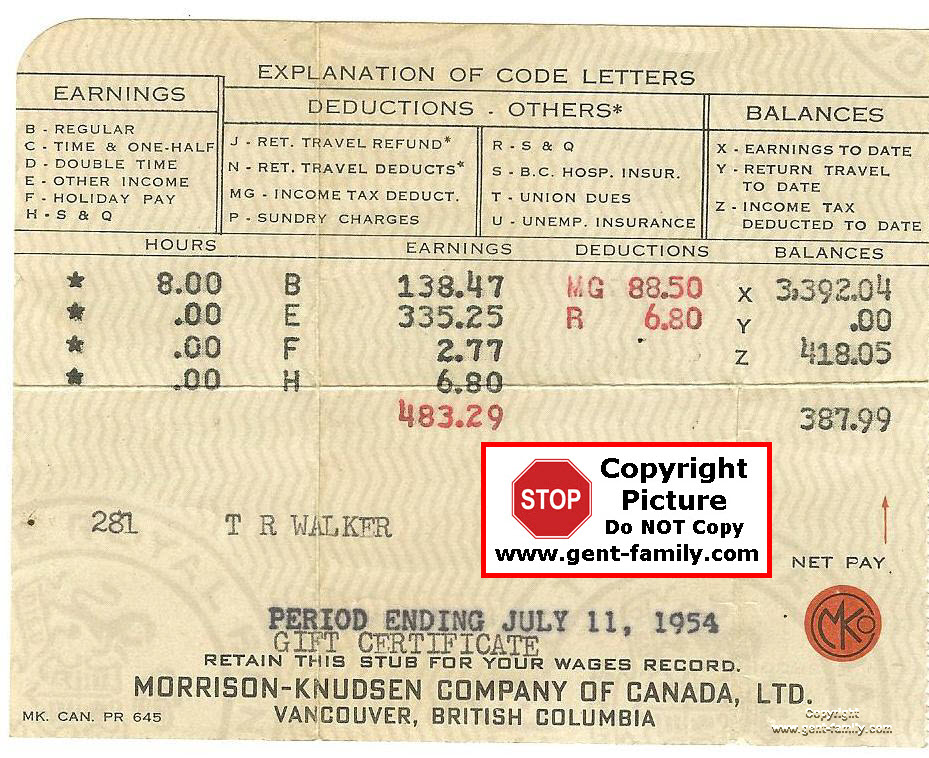 EXPLANATION OF CODE LETTERS
EARNINGS
B - REGULAR
C - TIME & ONE-HALF
D - DOUBLE TIME
E - OTHER INCOME
F - HOLIDAY PAY
H - S & Q
DEDUCTIONS - OTHERS*
J - RET. TRAVEL REFUND*
N - RET. TRAVEL DEDUCTS*
MG - INCOME TAX DEDUCT.
P - SUNDRY CHARGES
R - S & Q
S - B.C. HOSP. INSUR.
T - UNION DUES
U - UNEMP. INSURANCE
BALANCES
X - EARNINGS TO DATE
Y - RETURN TRAVEL
TO DATE
Z - INCOME TAX
DEDUCTED TO DATE
HOURS EARNINGS DEDUCTIONS BALANCES
* 8.00 B 138.47 MG 88.50 X 3,392.04
* .00 E 335.25 R 6.80 Y .00
* .00 F 2.77 Z 418.05
* .00 H 6.80
483.29 387.99
STOP
Copyright
Picture
Do NOT Copy
www.gent-family.com
281 T R WALKER
NET PAY
MKCo
PERIOD ENDING JULY 11, 1954
GIFT CERTIFICATE
RETAIN THIS STUB FOR YOUR WAGES RECORD.
MORRISON-KNUDSEN COMPANY OF CANADA, LTD.
MK. CAN. PR 645
VANCOUVER, BRITISH COLUMBIA
Copyright
www.gent-family.com